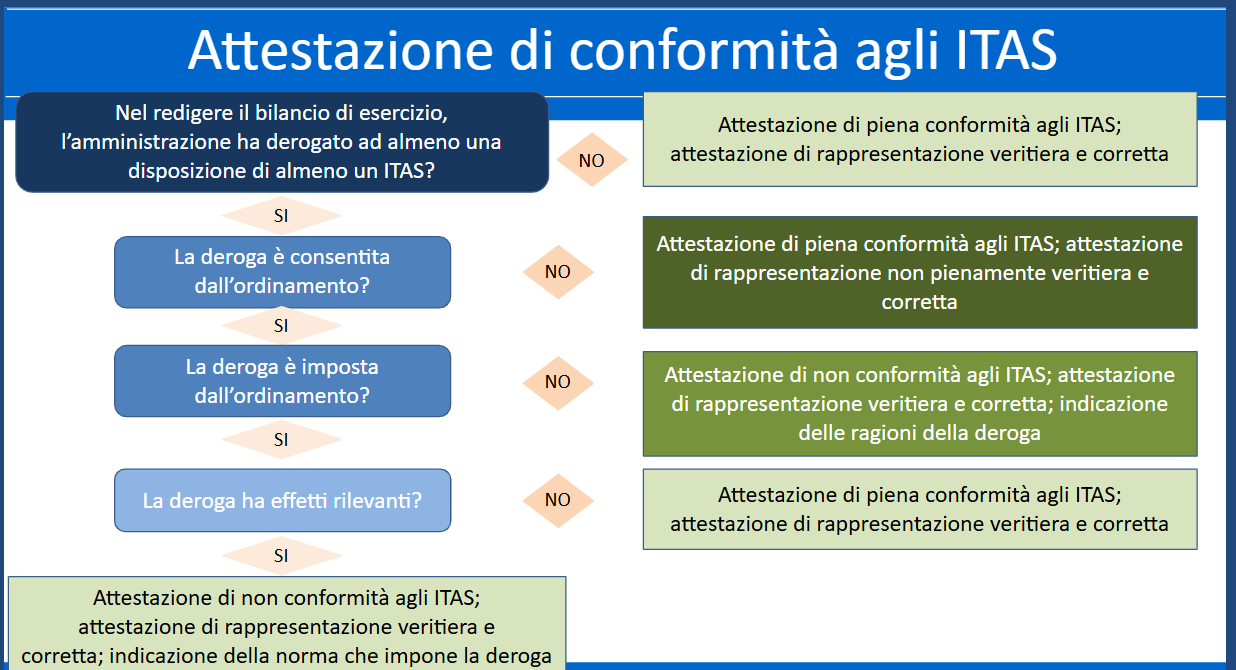 Attestazione di conformità agli ITAS
Nel redigere il bilancio di esercizio,
l’amministrazione ha derogato ad almeno una
disposizione di almeno un ITAS?
NO
Attestazione di piena conformità agli ITAS;
attestazione di rappresentazione veritiera e corretta
SI
La deroga è consentita
dall’ordinamento?
NO
Attestazione di piena conformità agli ITAS; attestazione
di rappresentazione non pienamente veritiera e
corretta
SI
La deroga è imposta
dall’ordinamento?
NO
Attestazione di non conformità agli ITAS; attestazione
di rappresentazione veritiera e corretta; indicazione
delle ragioni della deroga
SI
La deroga ha effetti rilevanti?
NO
Attestazione di piena conformità agli ITAS;
attestazione di rappresentazione veritiera e corretta
SI
Attestazione di non conformità agli ITAS;
attestazione di rappresentazione veritiera e
corretta; indicazione della norma che impone la deroga